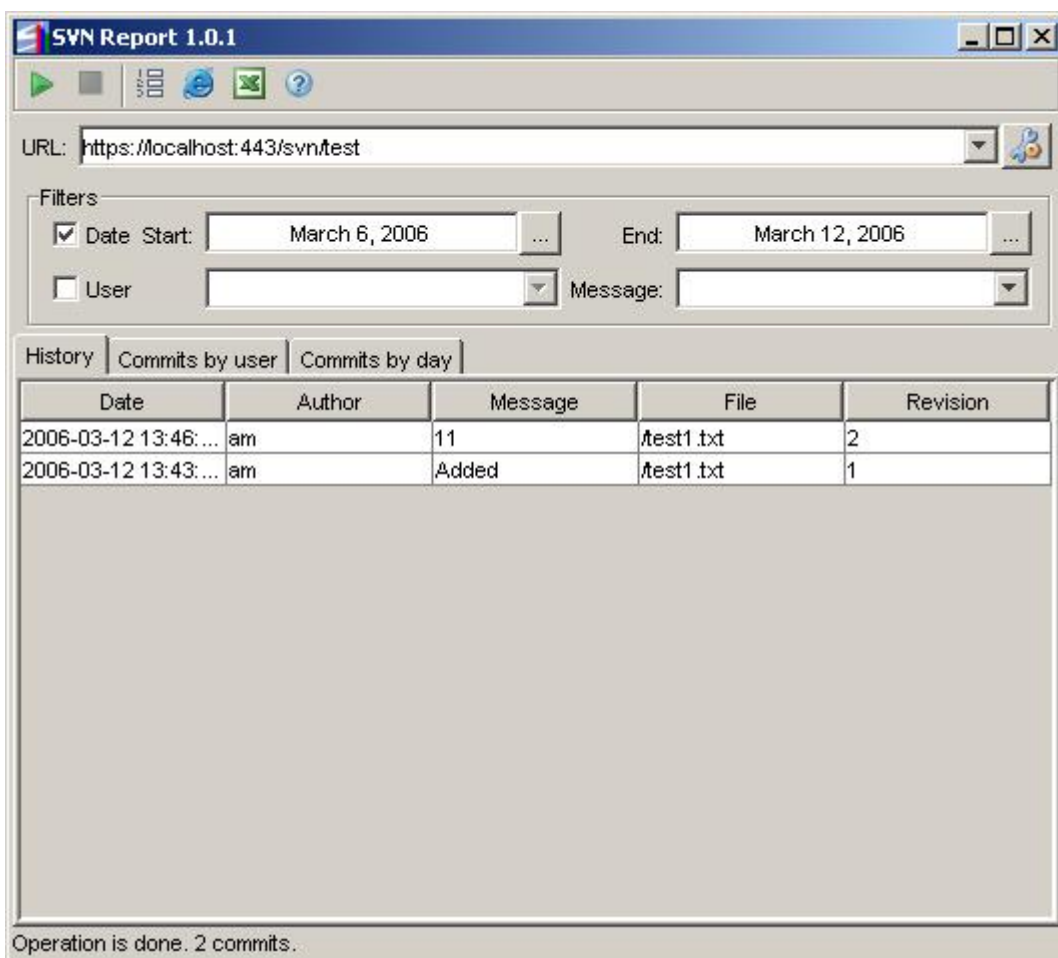 SVN Report 1.0.1
URL: https://localhost:443/svn/test
Filters
Date Start: March 6, 2006 ... End: March 12, 2006 ...
User Message:
History Commits by user Commits by day
Date Author Message File Revision
2006-03-12 13:46:... am 11 /test1.txt 2
2006-03-12 13:43:... am Added /test1.txt 1
Operation is done. 2 commits.